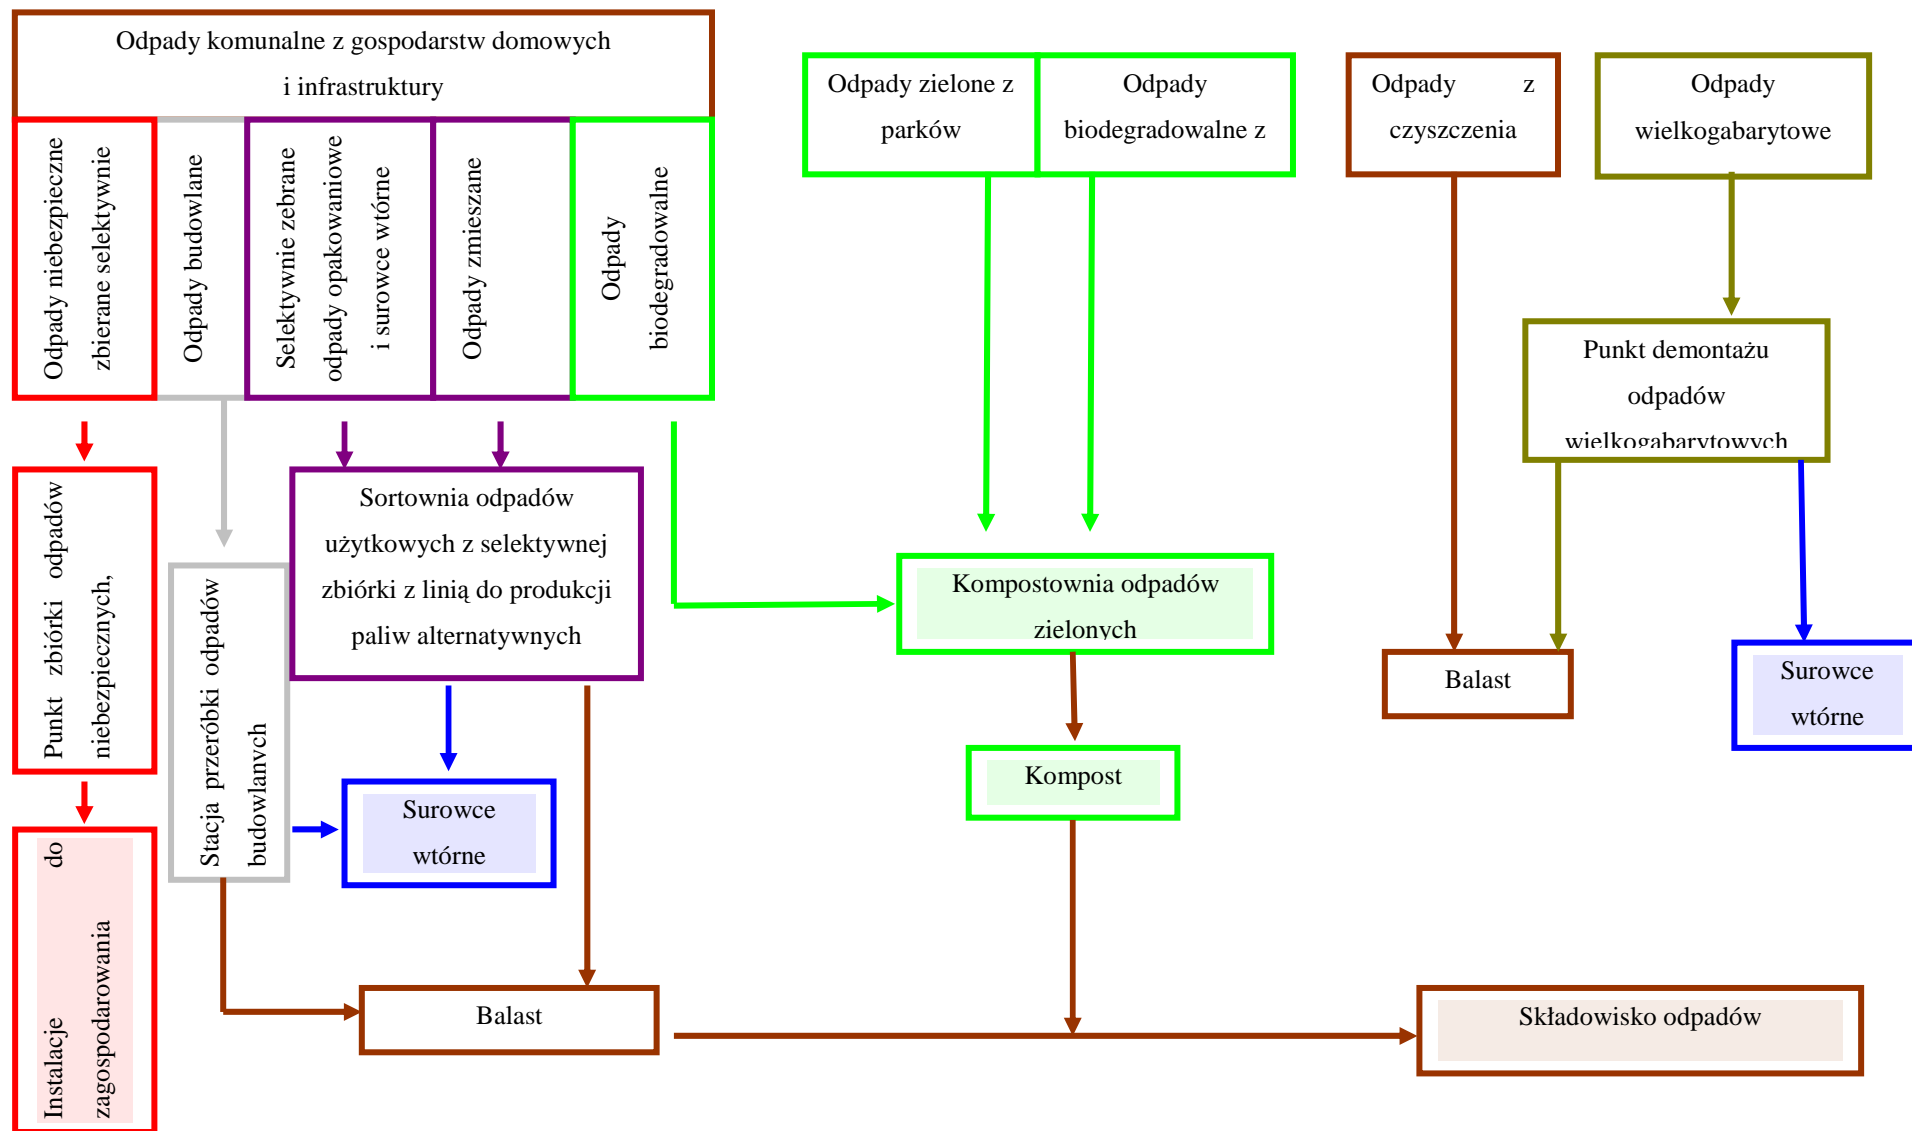 Odpady komunalne z gospodarstw domowych
i infrastruktury
Odpady niebezpieczne
zbierane selektywnie
Odpady budowlane
Selektywnie zebrane
odpady opakowaniowe
i surowce wtórne
Odpady zmieszane
Odpady
biodegradowalne
Odpady zielone z
parków
Odpady
biodegradowalne z
Odpady z
czyszczenia
Odpady
wielkogabarytowe
Punkt demontażu
odpadów
wielkogabarytowych
Punkt zbiórki odpadów
niebezpiecznych,
Stacja przeróbki odpadów
budowlanych
Sortownia odpadów
użytkowych z selektywnej
zbiórki z linią do produkcji
paliw alternatywnych
Kompostownia odpadów
zielonych
Balast
Surowce
wtórne
Kompost
Surowce
wtórne
Instalacje do
zagospodarowania
Balast
Składowisko odpadów